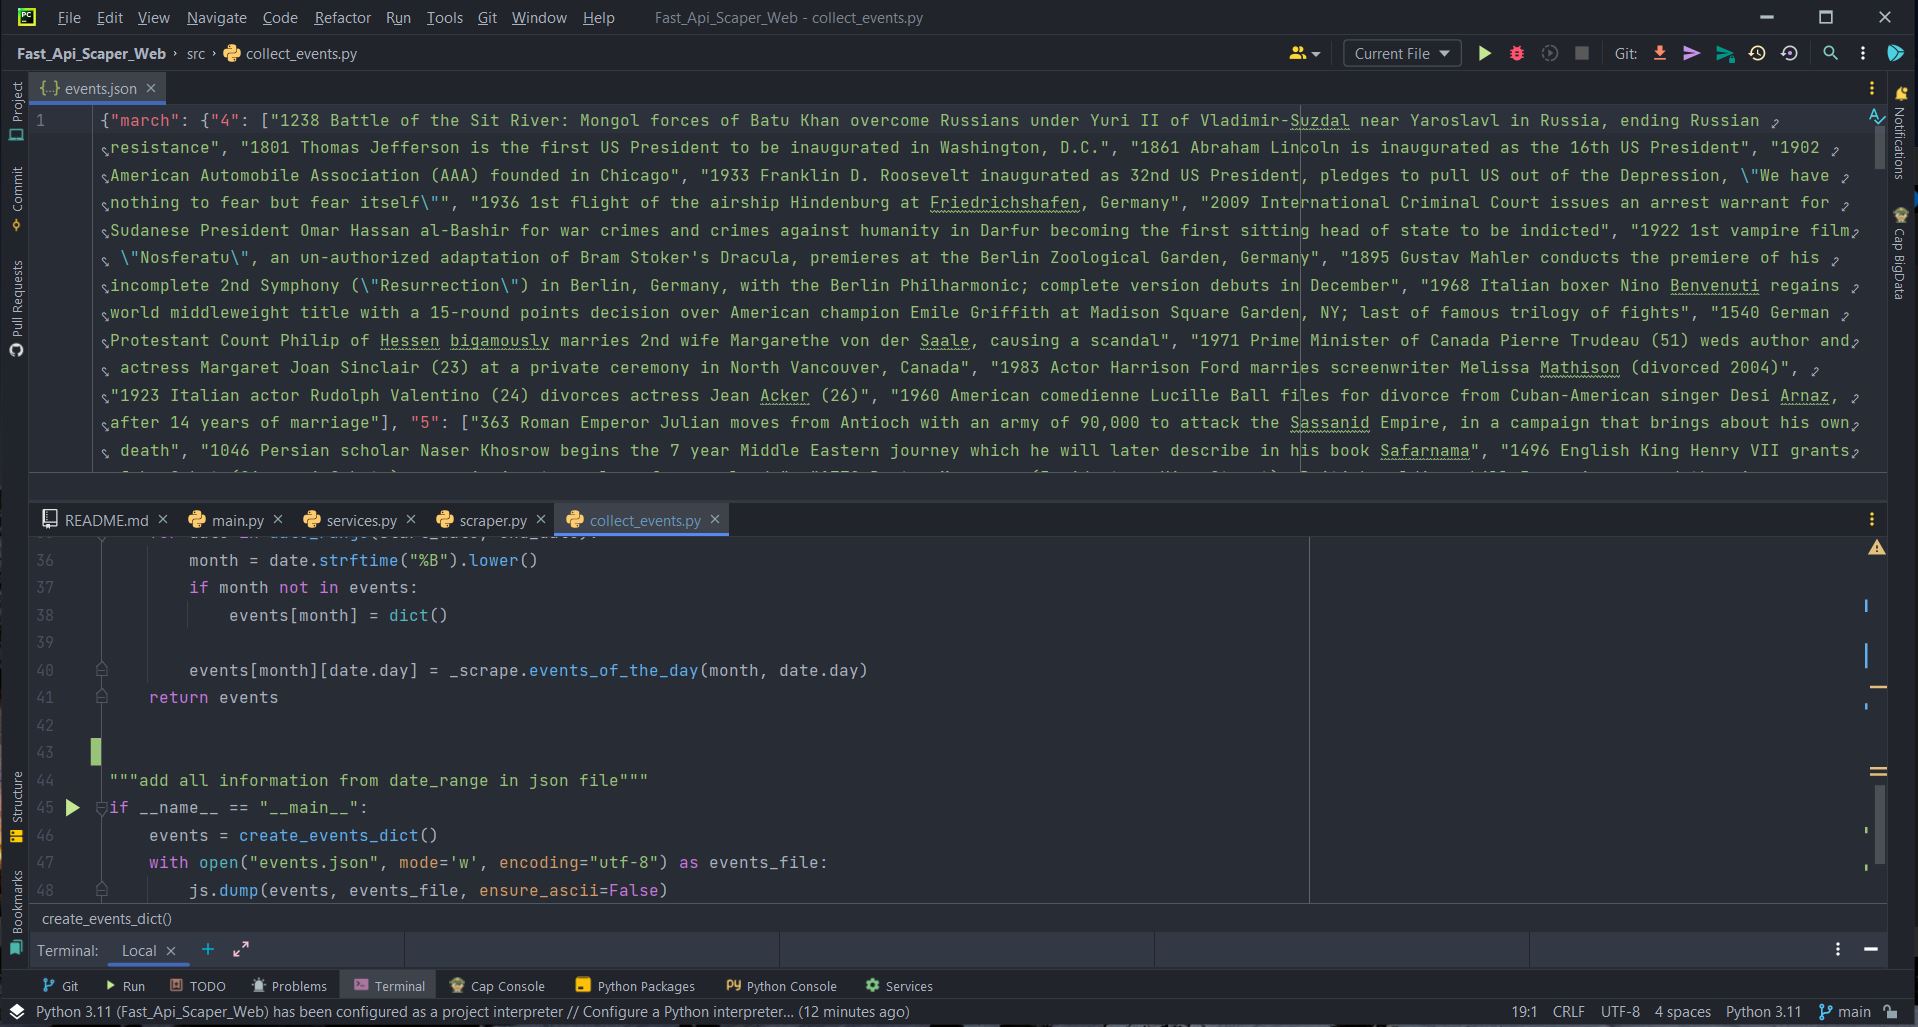 PC File Edit View Navigate Code Refactor Run Tools Git Window Help Fast_Api_Scaper_Web - collect_events.py
Fast_Api_Scaper_Web › src › collect_events.py Current File Git:
Project
Commit
Pull Requests
Structure
Bookmarks
Notifications
Cap BigData
{...} events.json ×
1 {"march": {"4": ["1238 Battle of the Sit River: Mongol forces of Batu Khan overcome Russians under Yuri II of Vladimir-Suzdal near Yaroslavl in Russia, ending Russian
resistance", "1801 Thomas Jefferson is the first US President to be inaugurated in Washington, D.C.", "1861 Abraham Lincoln is inaugurated as the 16th US President", "1902
American Automobile Association (AAA) founded in Chicago", "1933 Franklin D. Roosevelt inaugurated as 32nd US President, pledges to pull US out of the Depression, \"We have
nothing to fear but fear itself\"", "1936 1st flight of the airship Hindenburg at Friedrichshafen, Germany", "2009 International Criminal Court issues an arrest warrant for
Sudanese President Omar Hassan al-Bashir for war crimes and crimes against humanity in Darfur becoming the first sitting head of state to be indicted", "1922 1st vampire film
\"Nosferatu\", an un-authorized adaptation of Bram Stoker's Dracula, premieres at the Berlin Zoological Garden, Germany", "1895 Gustav Mahler conducts the premiere of his
incomplete 2nd Symphony (\"Resurrection\") in Berlin, Germany, with the Berlin Philharmonic; complete version debuts in December", "1968 Italian boxer Nino Benvenuti regains
world middleweight title with a 15-round points decision over American champion Emile Griffith at Madison Square Garden, NY; last of famous trilogy of fights", "1540 German
Protestant Count Philip of Hessen bigamously marries 2nd wife Margarethe von der Saale, causing a scandal", "1971 Prime Minister of Canada Pierre Trudeau (51) weds author and
actress Margaret Joan Sinclair (23) at a private ceremony in North Vancouver, Canada", "1983 Actor Harrison Ford marries screenwriter Melissa Mathison (divorced 2004)",
"1923 Italian actor Rudolph Valentino (24) divorces actress Jean Acker (26)", "1960 American comedienne Lucille Ball files for divorce from Cuban-American singer Desi Arnaz,
after 14 years of marriage"], "5": ["363 Roman Emperor Julian moves from Antioch with an army of 90,000 to attack the Sassanid Empire, in a campaign that brings about his own
death", "1046 Persian scholar Naser Khosrow begins the 7 year Middle Eastern journey which he will later describe in his book Safarnama", "1496 English King Henry VII grants
README.md × main.py × services.py × scraper.py × collect_events.py ×
36 month = date.strftime("%B").lower()
37 if month not in events:
38 events[month] = dict()
39
40 events[month][date.day] = _scrape.events_of_the_day(month, date.day)
41 return events
42
43
44 """add all information from date_range in json file"""
45 if __name__ == "__main__":
46 events = create_events_dict()
47 with open("events.json", mode='w', encoding="utf-8") as events_file:
48 js.dump(events, events_file, ensure_ascii=False)
create_events_dict()
Terminal: Local × +
Git Run TODO Problems Terminal Cap Console Python Packages Python Console Services
Python 3.11 (Fast_Api_Scaper_Web) has been configured as a project interpreter // Configure a Python interpreter... (12 minutes ago) 19:1 CRLF UTF-8 4 spaces Python 3.11 main